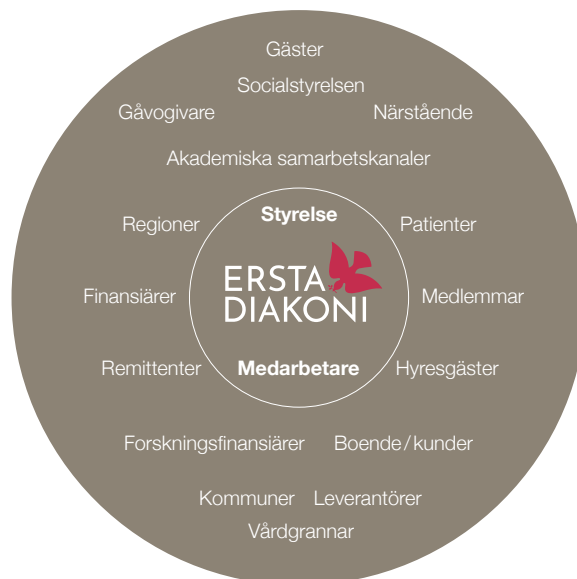 Gäster
Socialstyrelsen
Gåvogivare Närstående
Akademiska samarbetskanaler
Regioner Styrelse Patienter
ERSTA
Finansiärer DIAKONI Medlemmar
Remittenter Medarbetare Hyresgäster
Forskningsfinansiärer Boende / kunder
Kommuner Leverantörer
Vårdgrannar